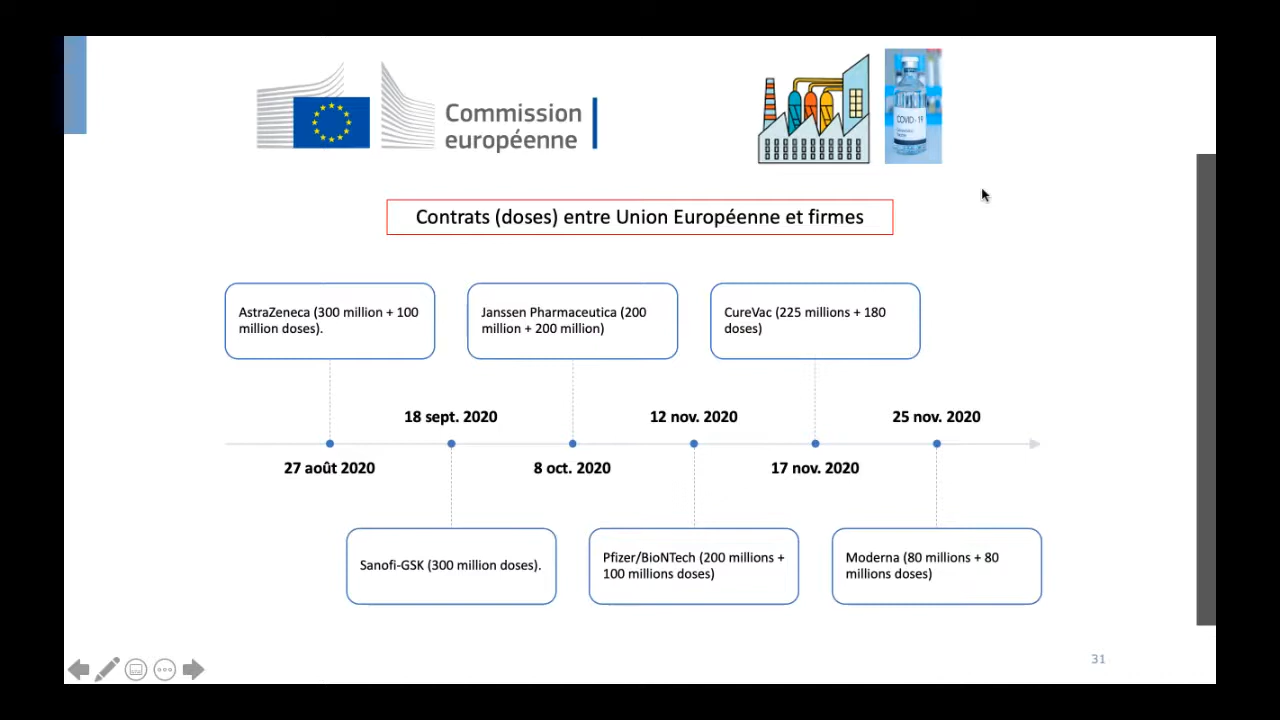 Commission
européenne
COVID-19
Contrats (doses) entre Union Européenne et firmes
AstraZeneca (300 million + 100
million doses).
Janssen Pharmaceutica (200
million + 200 million)
CureVac (225 millions + 180
doses)
18 sept. 2020
12 nov. 2020
25 nov. 2020
27 août 2020
8 oct. 2020
17 nov. 2020
Sanofi-GSK (300 million doses).
Pfizer/BioNTech (200 millions +
100 millions doses)
Moderna (80 millions + 80
millions doses)
31